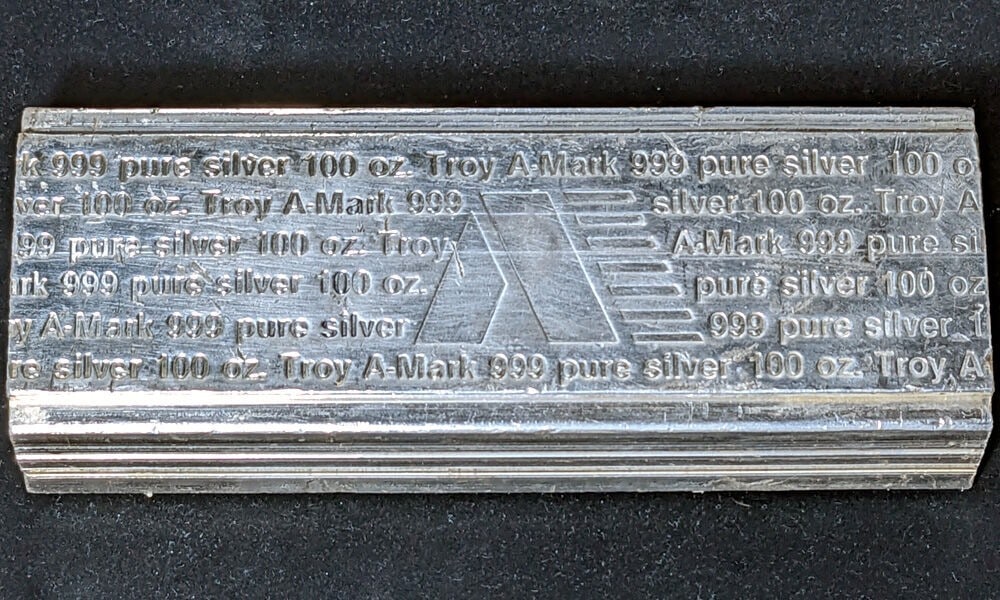 k 999 pure silver 100 oz. Troy A-Mark 999 pure silver 100 o
ver 100 oz. Troy A-Mark 999 silver 100 oz. Troy A
99 pure silver 100 oz. Troy A-Mark 999 pure sil
rk 999 pure silver 100 oz. pure silver 100 oz
y A-Mark 999 pure silver 999 pure silver 1
re silver 100 oz. Troy A-Mark 999 pure silver 100 oz. Troy A